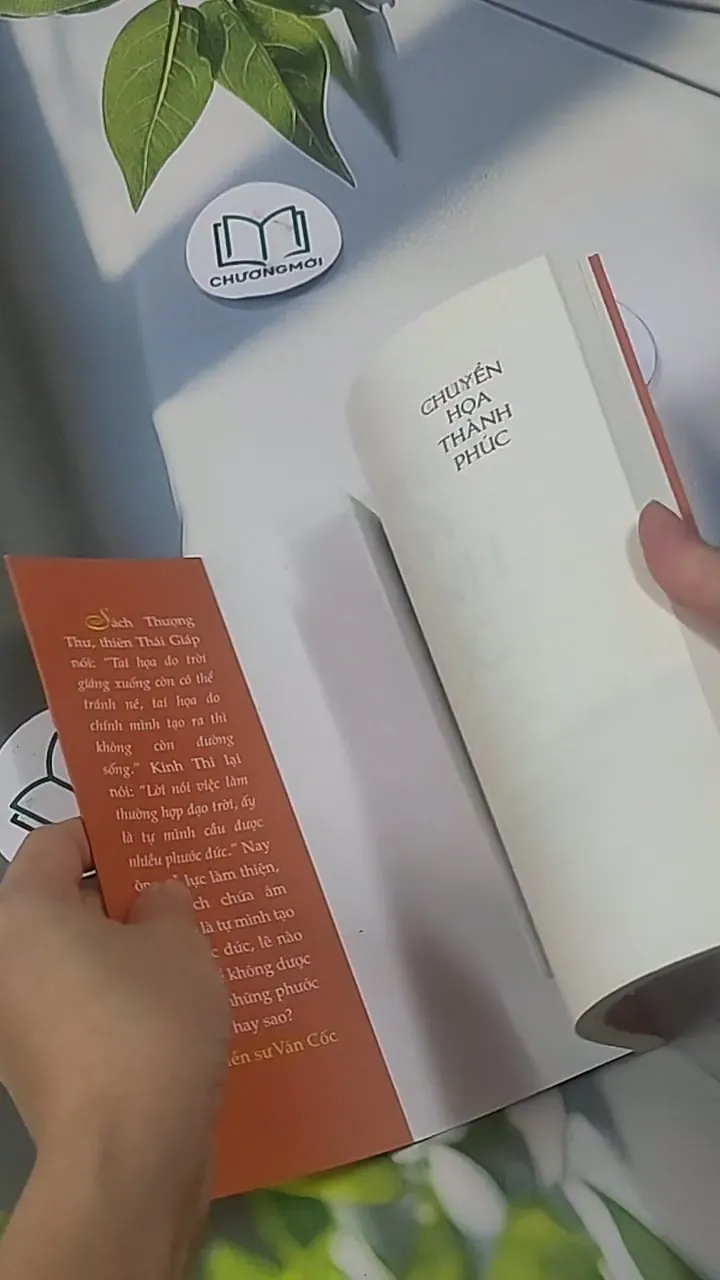 CHƯƠNGMỚI
CHUYỂN
HỌA
THÀNH
PHÚC
Sách Thượng
Thư, thiên Thái Giáp
nói: "Tai họa do trời
giáng xuống còn có thể
tránh né, tai họa do
chính mình tạo ra thì
không còn đường
sống." Kinh Thi lại
nói: "Lời nói việc làm
thường hợp đạo trời, ấy
là tự mình cầu được
nhiều phước đức." Nay
lực làm thiện,
chứa âm
là tự mình tạo
đức, lẽ nào
không được
những phước
hay sao?
sư Vân Cốc